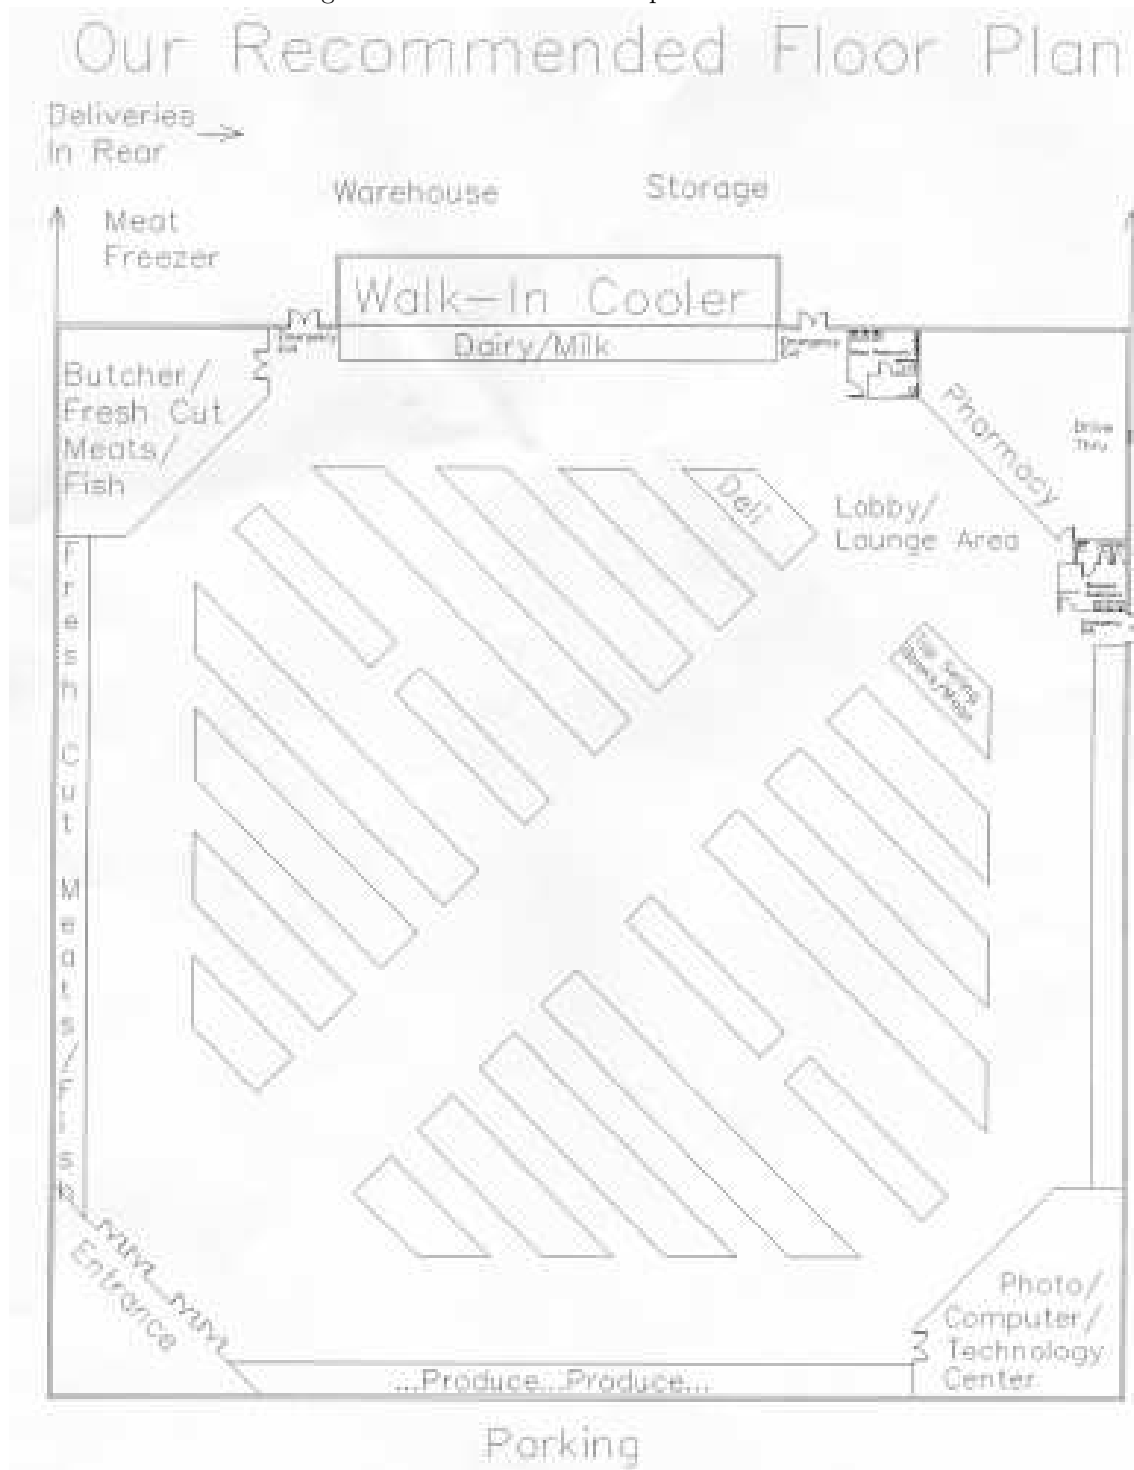 Our Recommended Floor Plan
Deliveries
In Rear
Warehouse
Storage
Meat
Freezer
Walk-In Cooler
Dairy/Milk
Emergency
Emergency
Butcher/
Fresh Cut
Meats/
Fish
Pharmacy
Drive
Thru
Deli
Lobby/
Lounge Area
Fresh Cut Meats/Fish
Entrance
Photo/
Computer/
Technology
Center
...Produce...Produce...
Parking